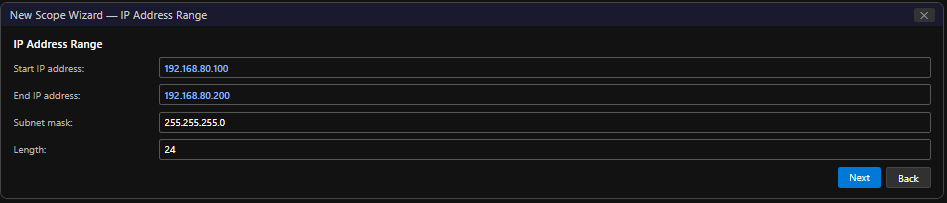 New Scope Wizard — IP Address Range
IP Address Range
Start IP address: 192.168.80.100
End IP address: 192.168.80.200
Subnet mask: 255.255.255.0
Length: 24
Next Back